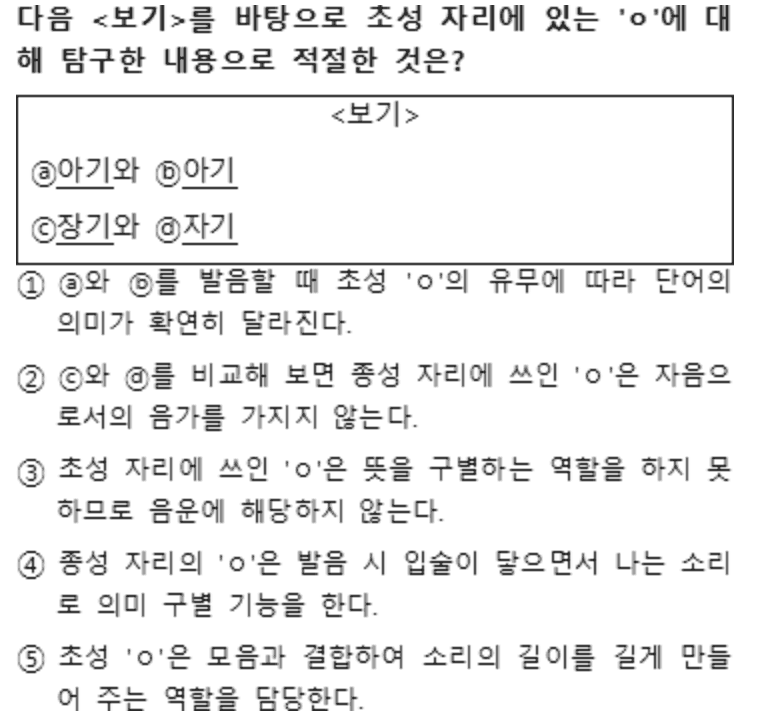 다음 <보기>를 바탕으로 초성 자리에 있는 'ㅇ'에 대
해 탐구한 내용으로 적절한 것은?
<보기>
ⓐ아기와 ⓑ아기
ⓒ장기와 ⓓ자기
① ⓐ와 ⓑ를 발음할 때 초성 'ㅇ'의 유무에 따라 단어의
의미가 확연히 달라진다.
② ⓒ와 ⓓ를 비교해 보면 종성 자리에 쓰인 'ㅇ'은 자음으
로서의 음가를 가지지 않는다.
③ 초성 자리에 쓰인 'ㅇ'은 뜻을 구별하는 역할을 하지 못
하므로 음운에 해당하지 않는다.
④ 종성 자리의 'ㅇ'은 발음 시 입술이 닿으면서 나는 소리
로 의미 구별 기능을 한다.
⑤ 초성 'ㅇ'은 모음과 결합하여 소리의 길이를 길게 만들
어 주는 역할을 담당한다.